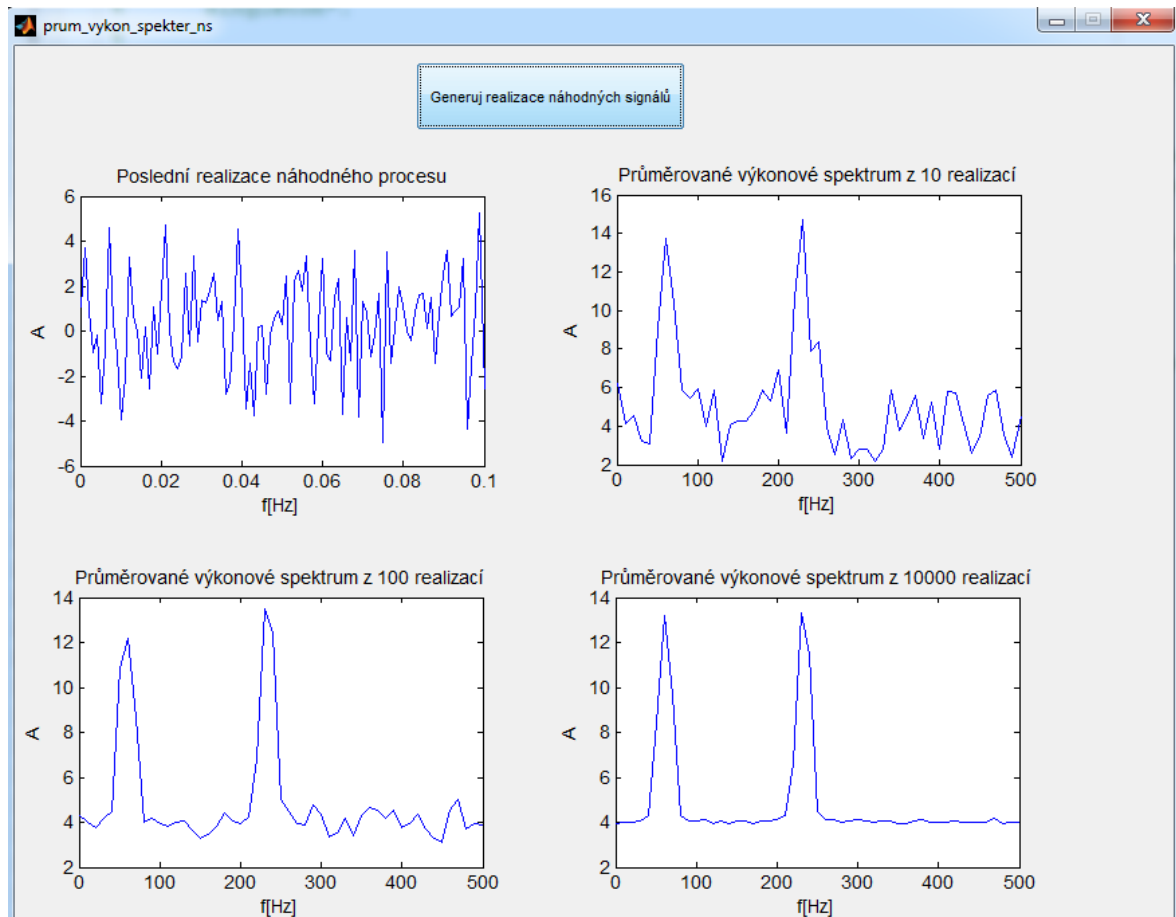 prum_vykon_spekter_ns
Generuj realizace náhodných signálů
Poslední realizace náhodného procesu
6
4
2
0
-2
-4
-6
A
0 0.02 0.04 0.06 0.08 0.1
f[Hz]
Průměrované výkonové spektrum z 10 realizací
16
14
12
10
8
6
4
2
A
0 100 200 300 400 500
f[Hz]
Průměrované výkonové spektrum z 100 realizací
14
12
10
8
6
4
2
A
0 100 200 300 400 500
f[Hz]
Průměrované výkonové spektrum z 10000 realizací
14
12
10
8
6
4
2
A
0 100 200 300 400 500
f[Hz]